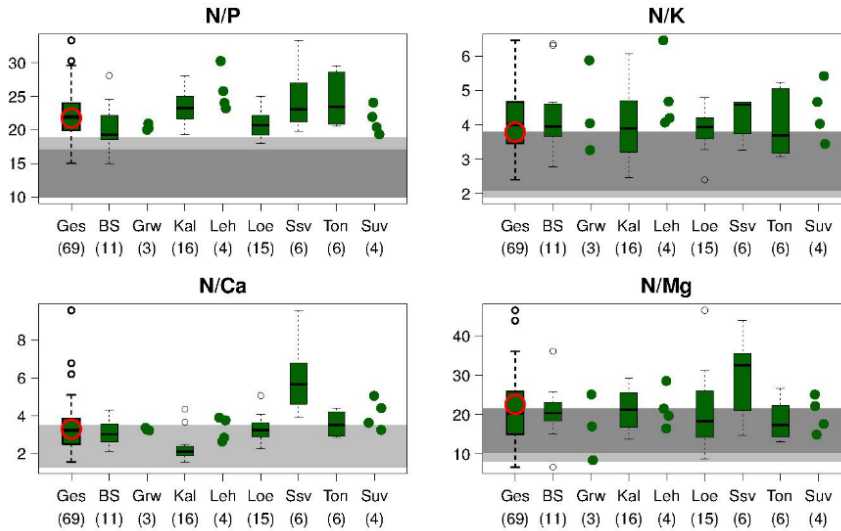 N/P
N/K
30
25
20
15
10
6
5
4
3
2
Ges BS Grw Kal Leh Loe Ssv Ton Suv
(69) (11) (3) (16) (4) (15) (6) (6) (4)
Ges BS Grw Kal Leh Loe Ssv Ton Suv
(69) (11) (3) (16) (4) (15) (6) (6) (4)
N/Ca
N/Mg
8
6
4
2
40
30
20
10
Ges BS Grw Kal Leh Loe Ssv Ton Suv
(69) (11) (3) (16) (4) (15) (6) (6) (4)
Ges BS Grw Kal Leh Loe Ssv Ton Suv
(69) (11) (3) (16) (4) (15) (6) (6) (4)